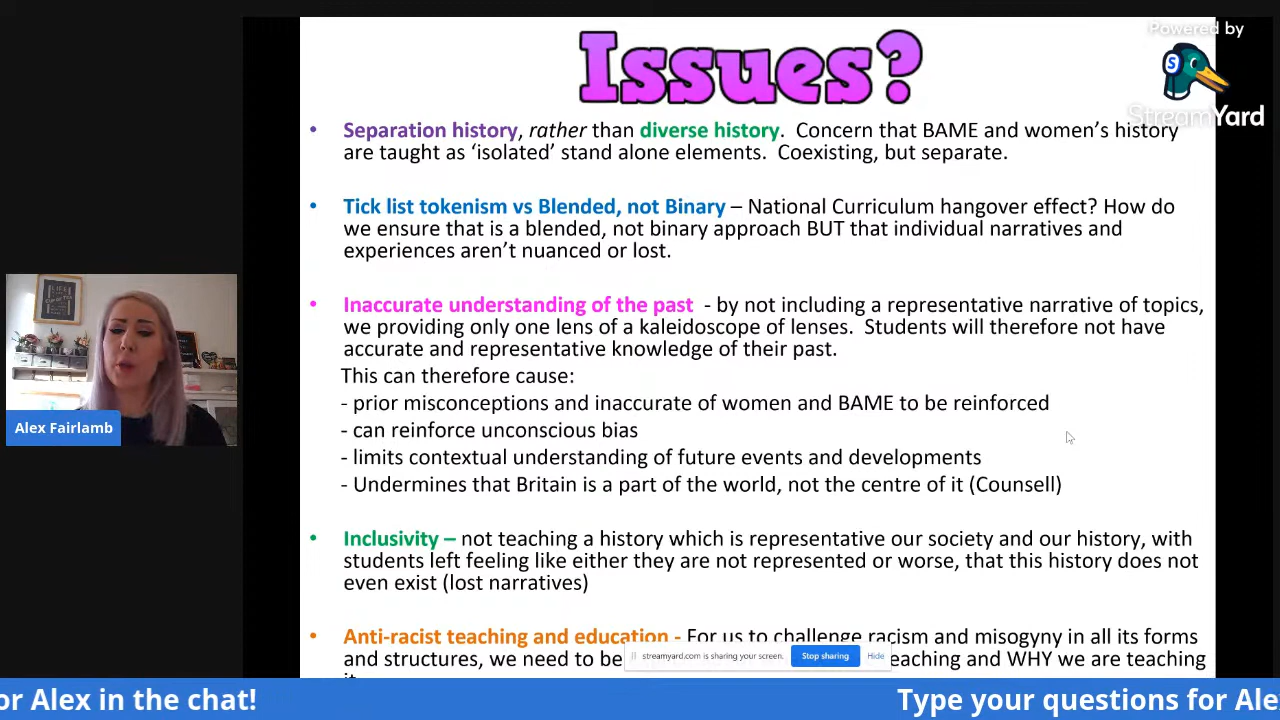 Issues?
Powered by
StreamYard
• Separation history, rather than diverse history. Concern that BAME and women's history
are taught as 'isolated' stand alone elements. Coexisting, but separate.
• Tick list tokenism vs Blended, not Binary – National Curriculum hangover effect? How do
we ensure that is a blended, not binary approach BUT that individual narratives and
experiences aren't nuanced or lost.
• Inaccurate understanding of the past - by not including a representative narrative of topics,
we providing only one lens of a kaleidoscope of lenses. Students will therefore not have
accurate and representative knowledge of their past.
This can therefore cause:
- prior misconceptions and inaccurate of women and BAME to be reinforced
- can reinforce unconscious bias
- limits contextual understanding of future events and developments
- Undermines that Britain is a part of the world, not the centre of it (Counsell)
• Inclusivity – not teaching a history which is representative our society and our history, with
students left feeling like either they are not represented or worse, that this history does not
even exist (lost narratives)
• Anti-racist teaching and education - For us to challenge racism and misogyny in all its forms
and structures, we need to be eaching and WHY we are teaching
streamyard.com is sharing your screen. Stop sharing Hide
Alex Fairlamb
or Alex in the chat! Type your questions for Ale